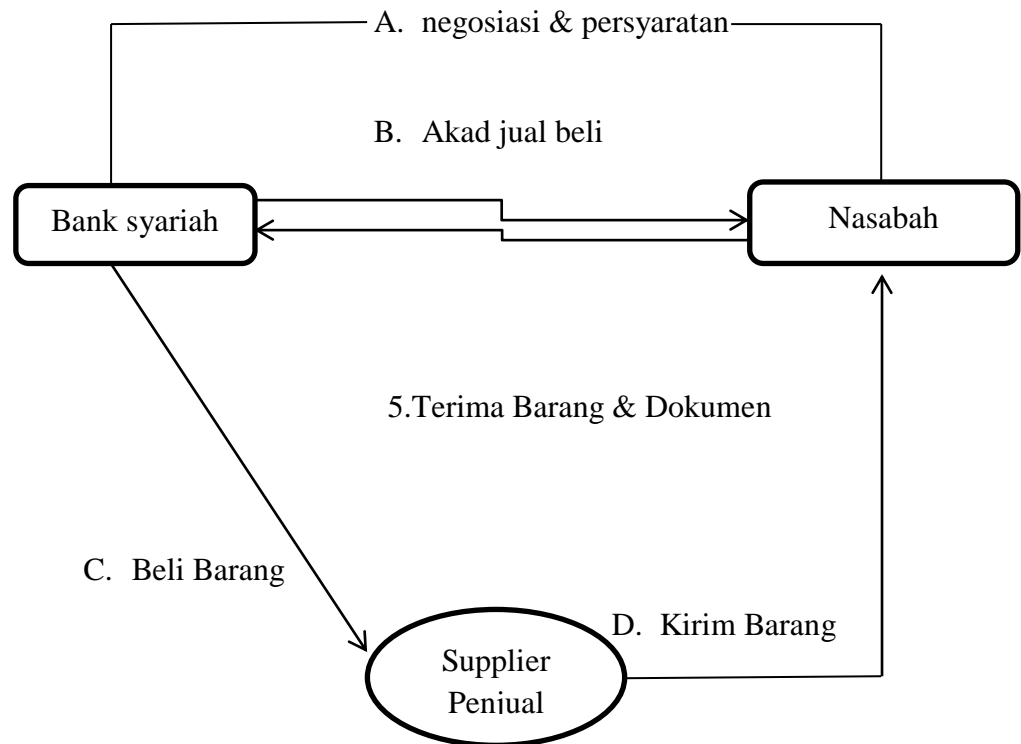 A. negosiasi & persyaratan
B. Akad jual beli
Bank syariah
Nasabah
5.Terima Barang & Dokumen
C. Beli Barang
D. Kirim Barang
Supplier
Penjual